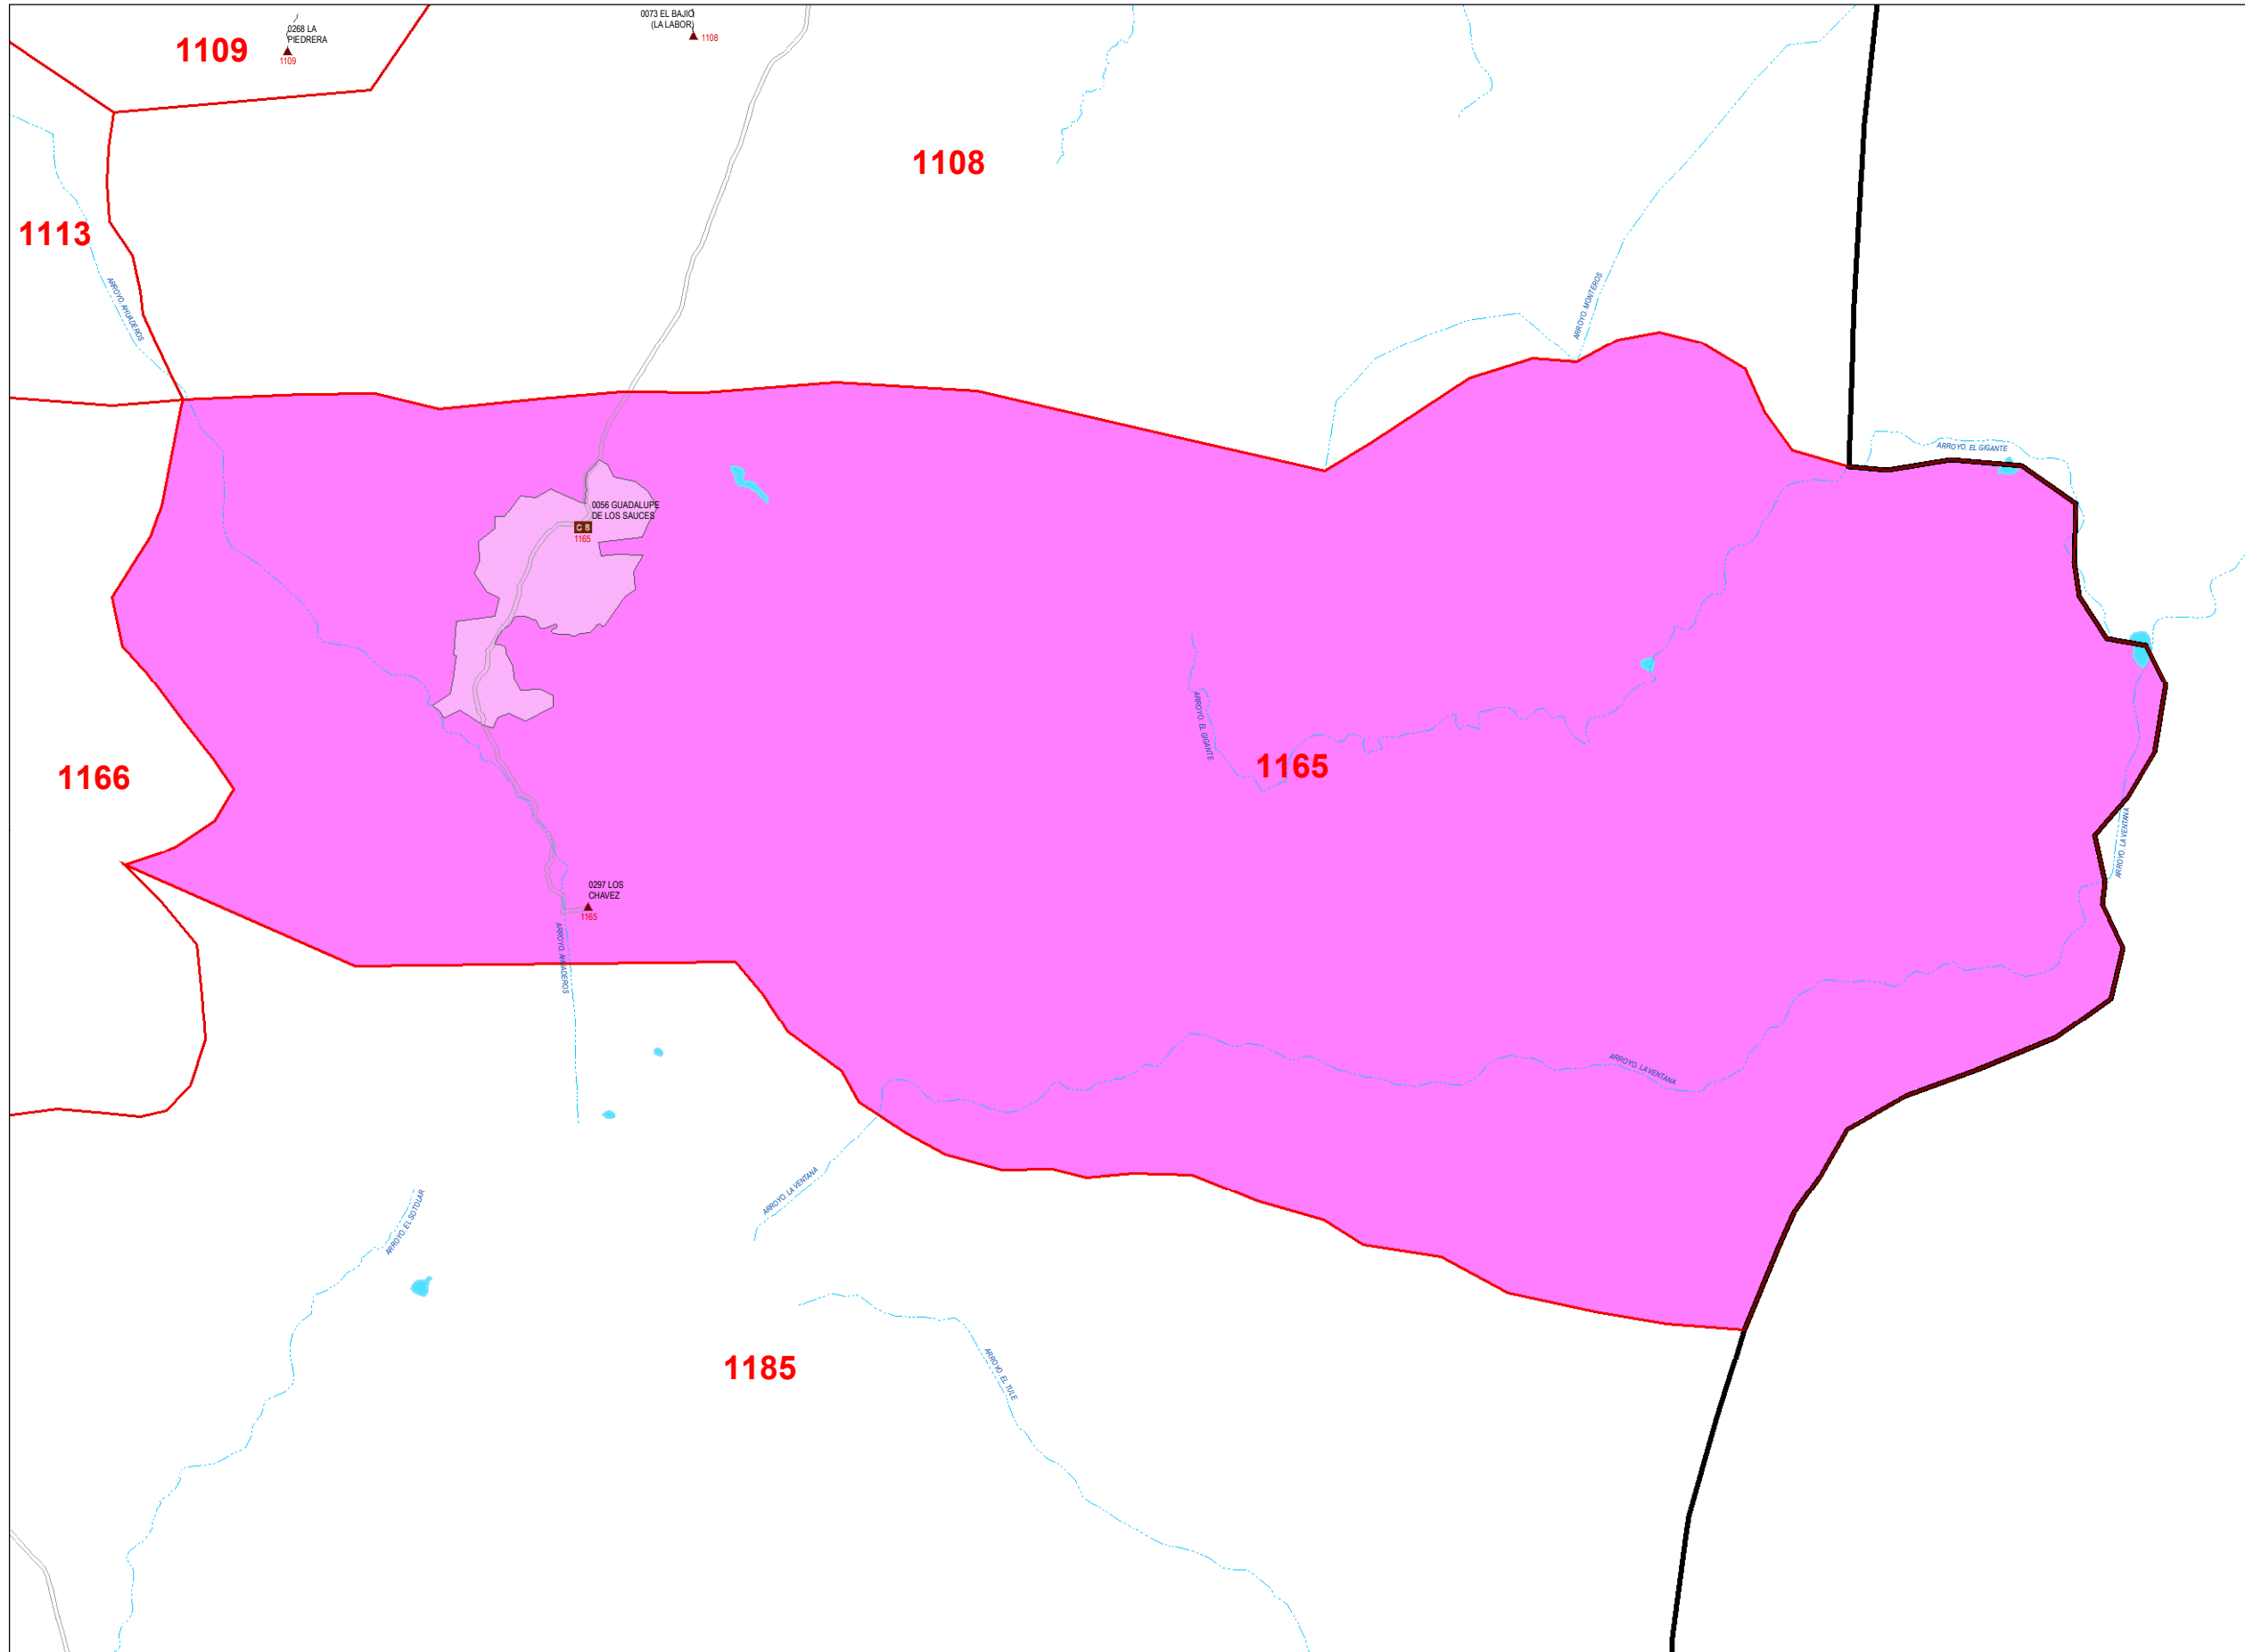 0073 EL BAJIO
(LA LABOR)
1108
0268 LA
PIEDRERA
1109
1109
1108
1113
ARROYO. AHUADEROS
ARROYO. MONTEROS
ARROYO. EL GIGANTE
0056 GUADALUPE
DE LOS SAUCES
C S
1165
ARROYO. EL GIGANTE
1165
1166
ARROYO. LA VENTANA
0297 LOS
CHAVEZ
1165
ARROYO. AHUADEROS
ARROYO. LA VENTANA
ARROYO. LA VENTANA
ARROYO. EL SOTOLAR
1185
ARROYO. EL TULE